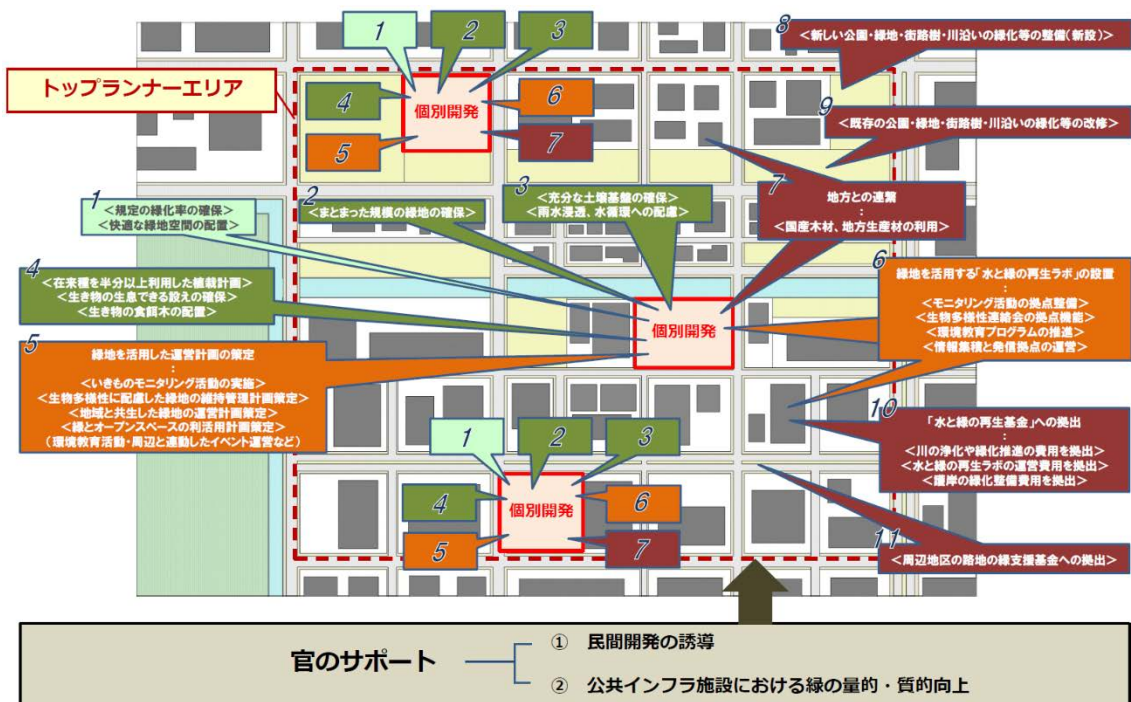 1
2
3
8
<新しい公園・緑地・街路樹・川沿いの緑化等の整備(新設)>
トップランナーエリア
4
個別開発
6
5
7
9
<既存の公園・緑地・街路樹・川沿いの緑化等の改修>
1
<規定の緑化率の確保>
<快適な緑地空間の配置>
2
<まとまった規模の緑地の確保>
3
<充分な土壌基盤の確保>
<雨水浸透、水循環への配慮>
7
地方との連繋
:
<国産木材、地方生産材の利用>
4
<在来種を半分以上利用した植栽計画>
<生き物の生息できる設えの確保>
<生き物の食餌木の配置>
個別開発
6
緑地を活用する「水と緑の再生ラボ」の設置
:
<モニタリング活動の拠点整備>
<生物多様性連絡会の拠点機能>
<環境教育プログラムの推進>
<情報集積と発信拠点の運営>
5
緑地を活用した運営計画の策定
:
<いきものモニタリング活動の実施>
<生物多様性に配慮した緑地の維持管理計画策定>
<地域と共生した緑地の運営計画策定>
<緑とオープンスペースの利活用計画策定>
(環境教育活動・周辺と連動したイベント運営など)
10
「水と緑の再生基金」への拠出
:
<川の浄化や緑化推進の費用を拠出>
<水と緑の再生ラボの運営費用を拠出>
<護岸の緑化整備費用を拠出>
1
2
3
4
個別開発
6
5
7
11
<周辺地区の路地の緑支援基金への拠出>
官のサポート
① 民間開発の誘導
② 公共インフラ施設における緑の量的・質的向上